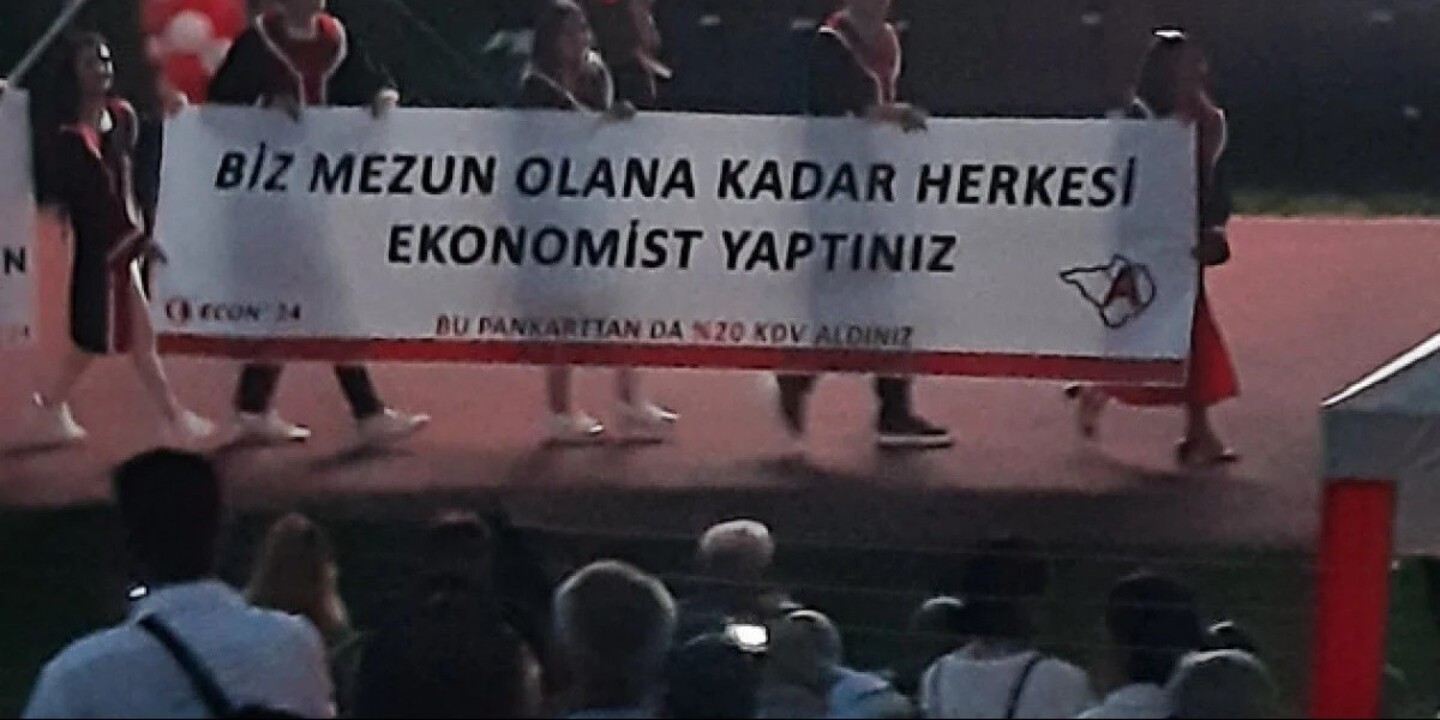 BİZ MEZUN OLANA KADAR HERKESİ
EKONOMİST YAPTINIZ
ECON' 24
BU PANKARTTAN DA %20 KDV ALDINIZ
A
N